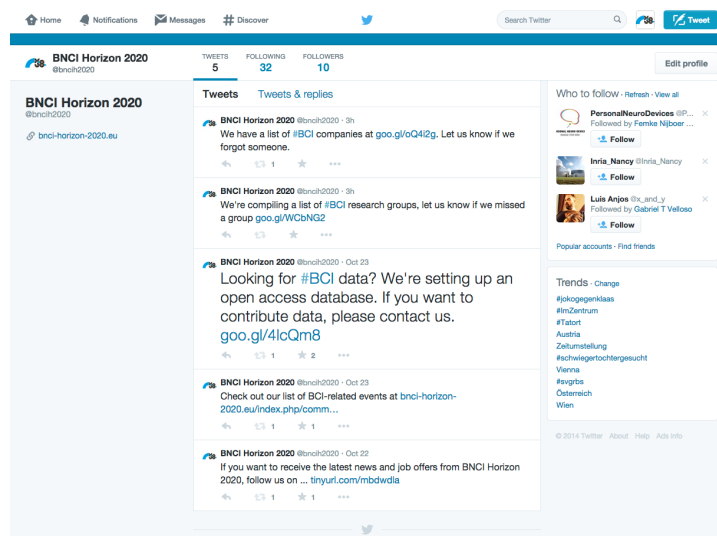 Home Notifications Messages # Discover Search Twitter Tweet
BNCI Horizon 2020
@bncih2020
TWEETS FOLLOWING FOLLOWERS
5 32 10
Edit profile
BNCI Horizon 2020
@bncih2020
bnci-horizon-2020.eu
Tweets Tweets & replies
BNCI Horizon 2020 @bncih2020 · 3h
We have a list of #BCI companies at goo.gl/oQ4i2g. Let us know if we
forgot someone.
1
BNCI Horizon 2020 @bncih2020 · 3h
We're compiling a list of #BCI research groups, let us know if we missed
a group goo.gl/WCbNG2
BNCI Horizon 2020 @bncih2020 · Oct 23
Looking for #BCI data? We're setting up an
open access database. If you want to
contribute data, please contact us.
goo.gl/4lcQm8
1 2
BNCI Horizon 2020 @bncih2020 · Oct 23
Check out our list of BCI-related events at bnci-horizon-
2020.eu/index.php/comm…
1 1
BNCI Horizon 2020 @bncih2020 · Oct 22
If you want to receive the latest news and job offers from BNCI Horizon
2020, follow us on ... tinyurl.com/mbdwdla
1 1
Who to follow · Refresh · View all
PersonalNeuroDevices @P...
Followed by Femke Nijboer ...
Follow
Inria_Nancy @Inria_Nancy
Follow
Luis Anjos @x_and_y
Followed by Gabriel T Velloso
Follow
Popular accounts · Find friends
Trends · Change
#jokogegenklaas
#ImZentrum
#Tatort
Austria
Zeitumstellung
#schwiegertochtergesucht
Vienna
#svgrbs
Österreich
Wien
© 2014 Twitter About Help Ads info